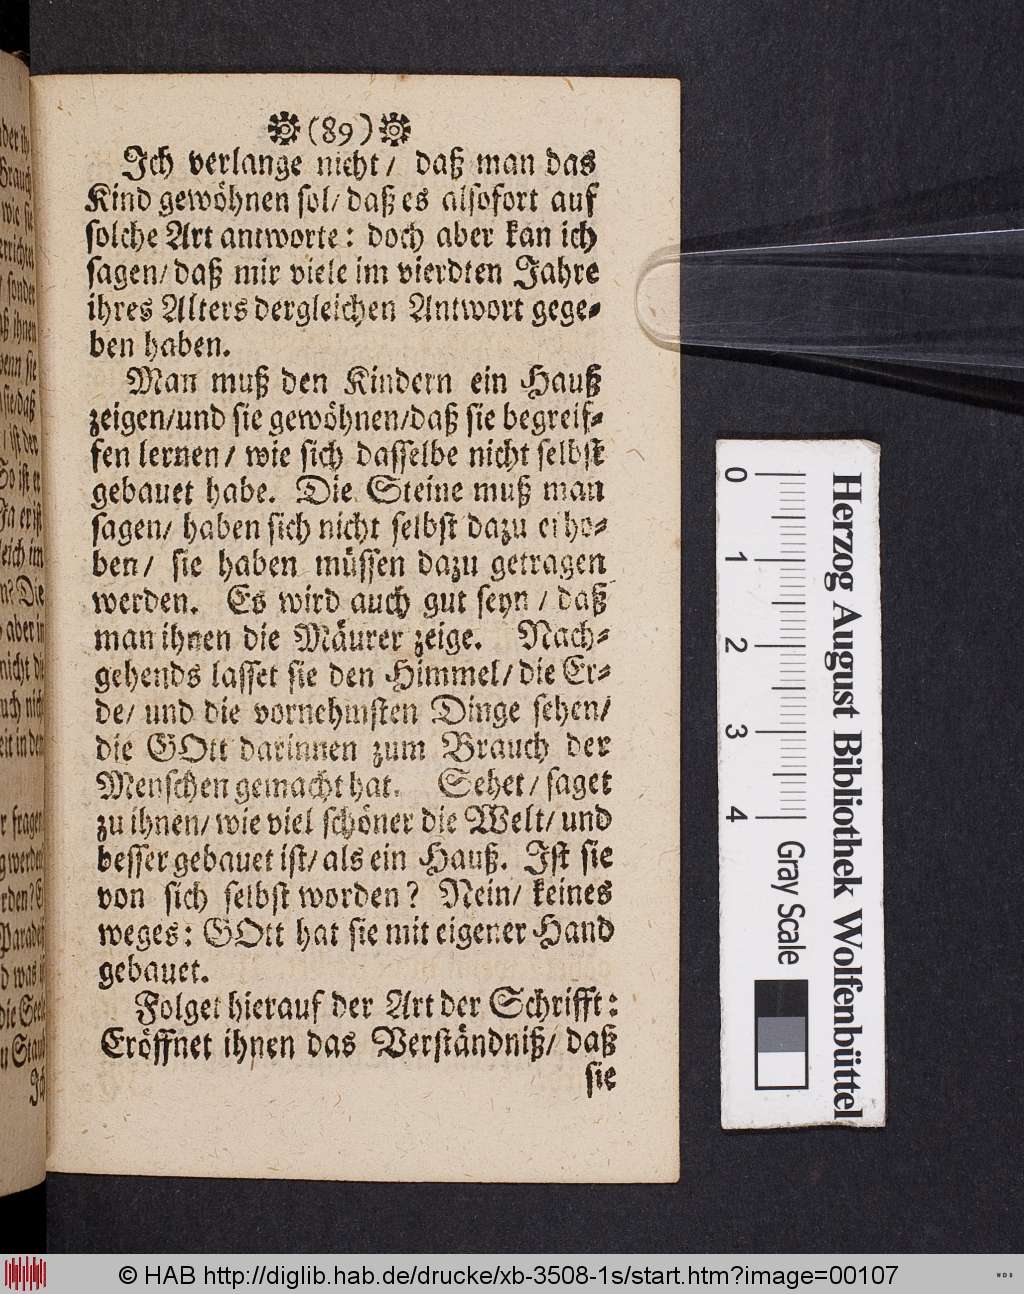 (89)
Ich verlange nicht / daß man das
Kind gewöhnen sol / daß es alsofort auf
solche Art antworte: doch aber kan ich
sagen / daß mir viele im vierdten Jahre
ihres Alters dergleichen Antwort gege-
ben haben.
Man muß den Kindern ein Hauß
zeigen / und sie gewöhnen / daß sie begreif-
fen lernen / wie sich dasselbe nicht selbst
gebauet habe. Die Steine muß man
sagen / haben sich nicht selbst dazu erho-
ben / sie haben müssen dazu getragen
werden. Es wird auch gut seyn / daß
man ihnen die Mäurer zeige. Nach-
gehends lasset sie den Himmel / die Er-
de / und die vornehmsten Dinge sehen /
die GOtt darinnen zum Brauch der
Menschen gemacht hat. Sehet / saget
zu ihnen / wie viel schöner die Welt / und
besser gebauet ist / als ein Hauß. Ist sie
von sich selbst worden? Nein / keines
weges: GOtt hat sie mit eigener Hand
gebauet.
Folget hierauf der Art der Schrifft:
Eröffnet ihnen das Verständniß / daß
sie
0 1 2 3 4
Gray Scale
Herzog August Bibliothek Wolfenbüttel
© HAB http://diglib.hab.de/drucke/xb-3508-1s/start.htm?image=00107